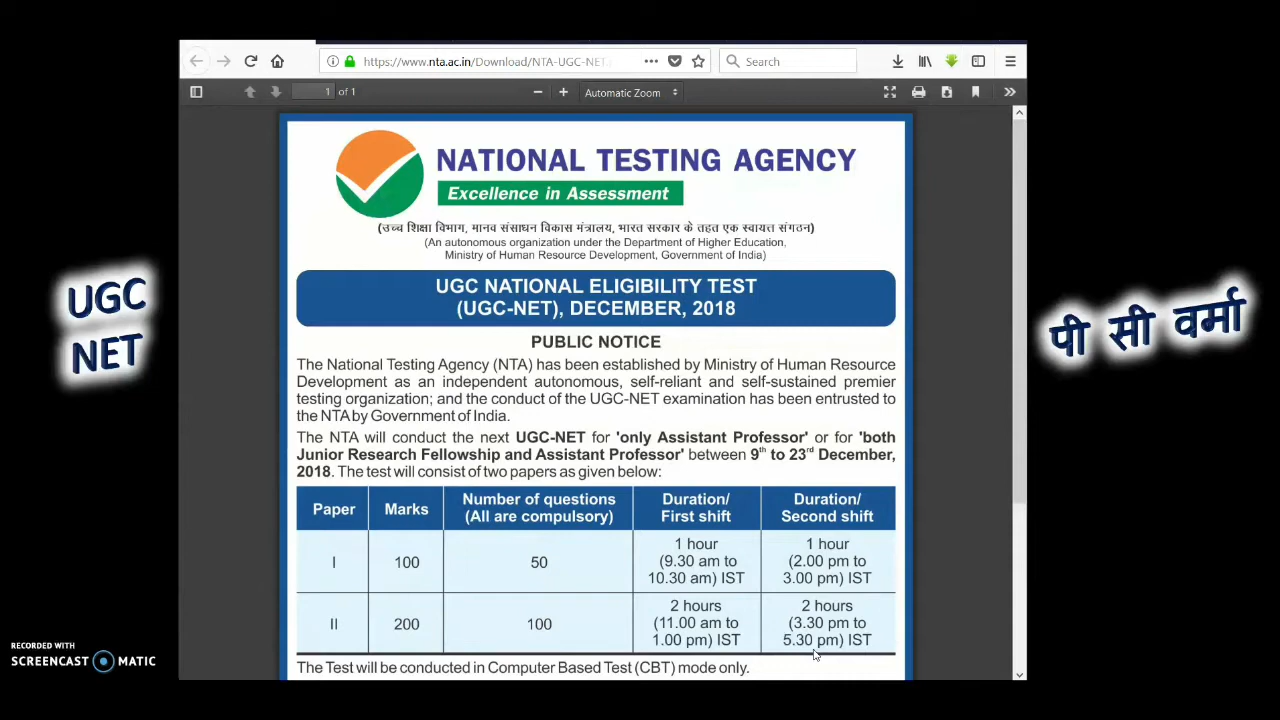 https://www.nta.ac.in/Download/NTA-UGC-NET
Search
1 of 1
Automatic Zoom
NATIONAL TESTING AGENCY
Excellence in Assessment
(उच्च शिक्षा विभाग, मानव संसाधन विकास मंत्रालय, भारत सरकार के तहत एक स्वायत्त संगठन)
(An autonomous organization under the Department of Higher Education,
Ministry of Human Resource Development, Government of India)
UGC NATIONAL ELIGIBILITY TEST
(UGC-NET), DECEMBER, 2018
PUBLIC NOTICE
The National Testing Agency (NTA) has been established by Ministry of Human Resource
Development as an independent autonomous, self-reliant and self-sustained premier
testing organization; and the conduct of the UGC-NET examination has been entrusted to
the NTA by Government of India.
The NTA will conduct the next UGC-NET for 'only Assistant Professor' or for 'both
Junior Research Fellowship and Assistant Professor' between 9th to 23rd December,
2018. The test will consist of two papers as given below:
Paper Marks Number of questions (All are compulsory) Duration/ First shift Duration/ Second shift
I 100 50 1 hour (9.30 am to 10.30 am) IST 1 hour (2.00 pm to 3.00 pm) IST
II 200 100 2 hours (11.00 am to 1.00 pm) IST 2 hours (3.30 pm to 5.30 pm) IST
The Test will be conducted in Computer Based Test (CBT) mode only.
UGC
NET
पी सी वर्मा
RECORDED WITH
SCREENCAST MATIC